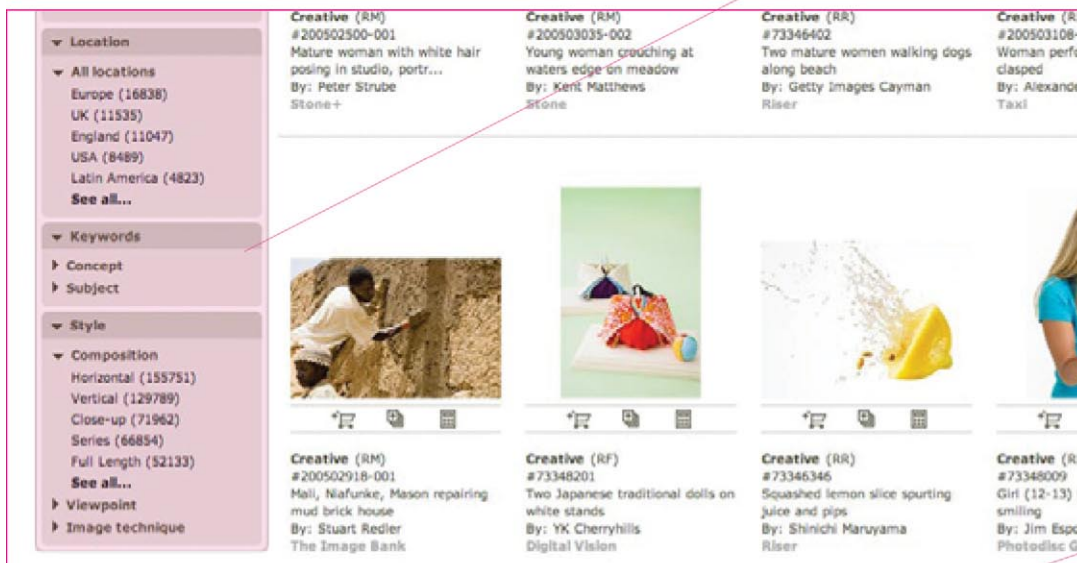 Location
All locations
Europe (16838)
UK (11535)
England (11047)
USA (8489)
Latin America (4823)
See all...
Keywords
Concept
Subject
Style
Composition
Horizontal (155751)
Vertical (129789)
Close-up (71962)
Series (66854)
Full Length (52133)
See all...
Viewpoint
Image technique
Creative (RM)
#200502500-001
Mature woman with white hair
posing in studio, portr...
By: Peter Strube
Stone+
Creative (RM)
#200503035-002
Young woman crouching at
waters edge on meadow
By: Kent Matthews
Stone
Creative (RR)
#73346402
Two mature women walking dogs
along beach
By: Getty Images Cayman
Riser
Creative (R
#200503108-
Woman perfo
clasped
By: Alexande
Taxi
Creative (RM)
#200502918-001
Mali, Niafunke, Mason repairing
mud brick house
By: Stuart Redler
The Image Bank
Creative (RF)
#73348201
Two Japanese traditional dolls on
white stands
By: YK Cherryhills
Digital Vision
Creative (RR)
#73346346
Squashed lemon slice spurting
juice and pips
By: Shinichi Maruyama
Riser
Creative (R
#73348009
Girl (12-13)
smiling
By: Jim Espo
Photodisc G